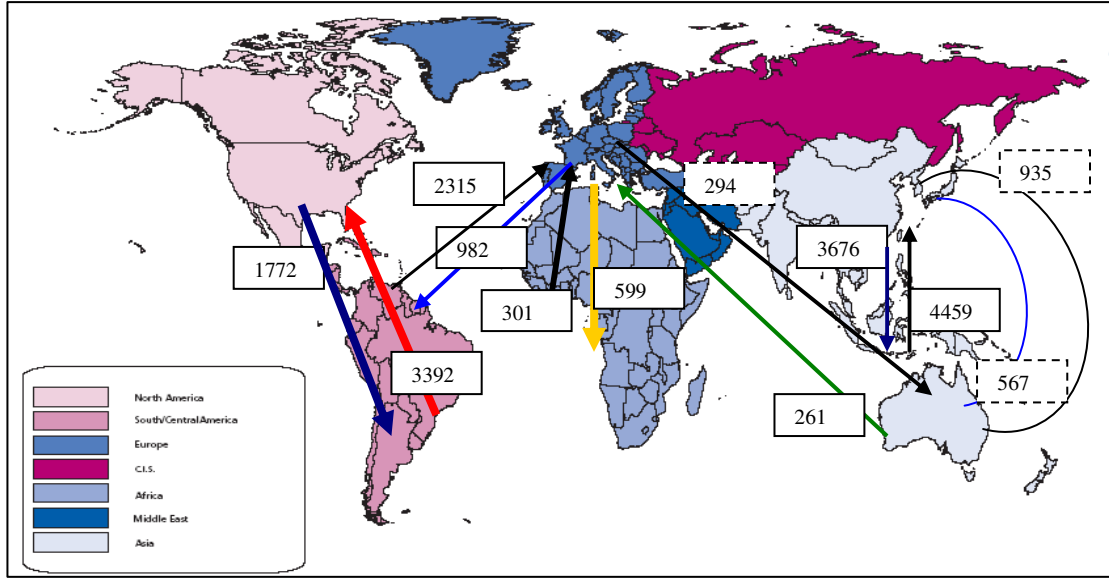 935
2315
294
982
3676
1772
599
301
4459
3392
567
261
North America
South/Central America
Europe
C.I.S.
Africa
Middle East
Asia